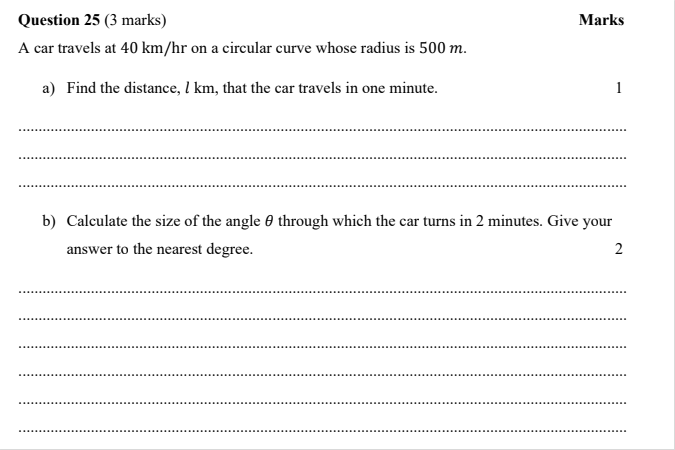 Question 25 (3 marks) Marks
A car travels at 40 km/hr on a circular curve whose radius is 500 m.
a) Find the distance, l km, that the car travels in one minute. 1
b) Calculate the size of the angle θ through which the car turns in 2 minutes. Give your
answer to the nearest degree. 2